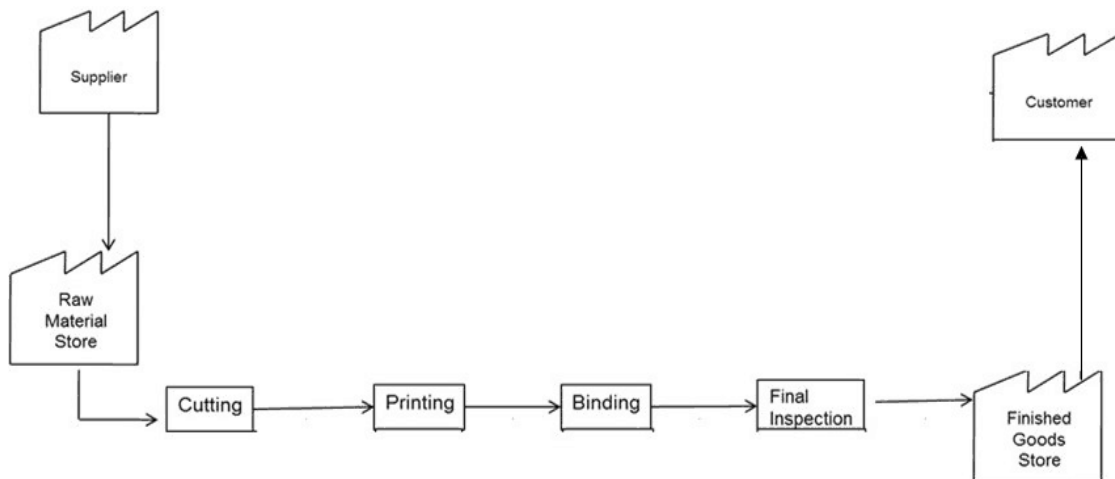 Supplier
Customer
Raw
Material
Store
Cutting
Printing
Binding
Final
Inspection
Finished
Goods
Store